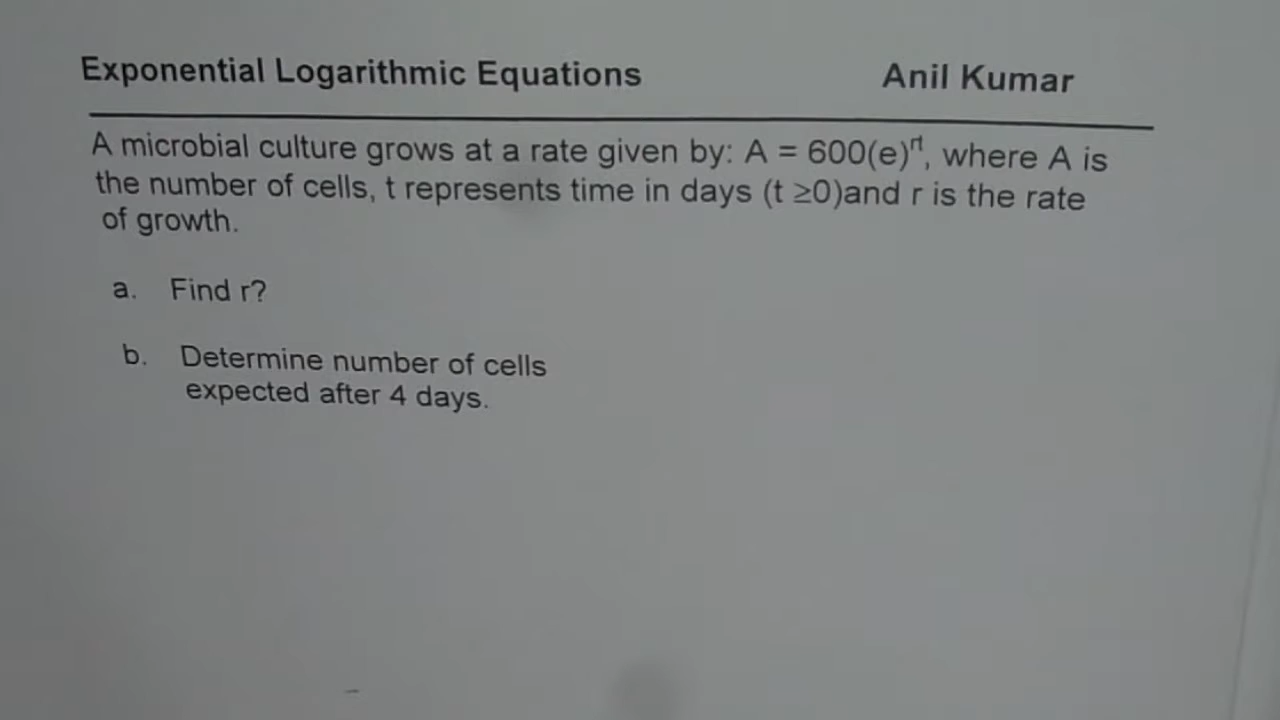 Exponential Logarithmic Equations Anil Kumar
A microbial culture grows at a rate given by: A = 600(e)^rt, where A is
the number of cells, t represents time in days (t ≥0)and r is the rate
of growth.
a. Find r?
b. Determine number of cells
expected after 4 days.